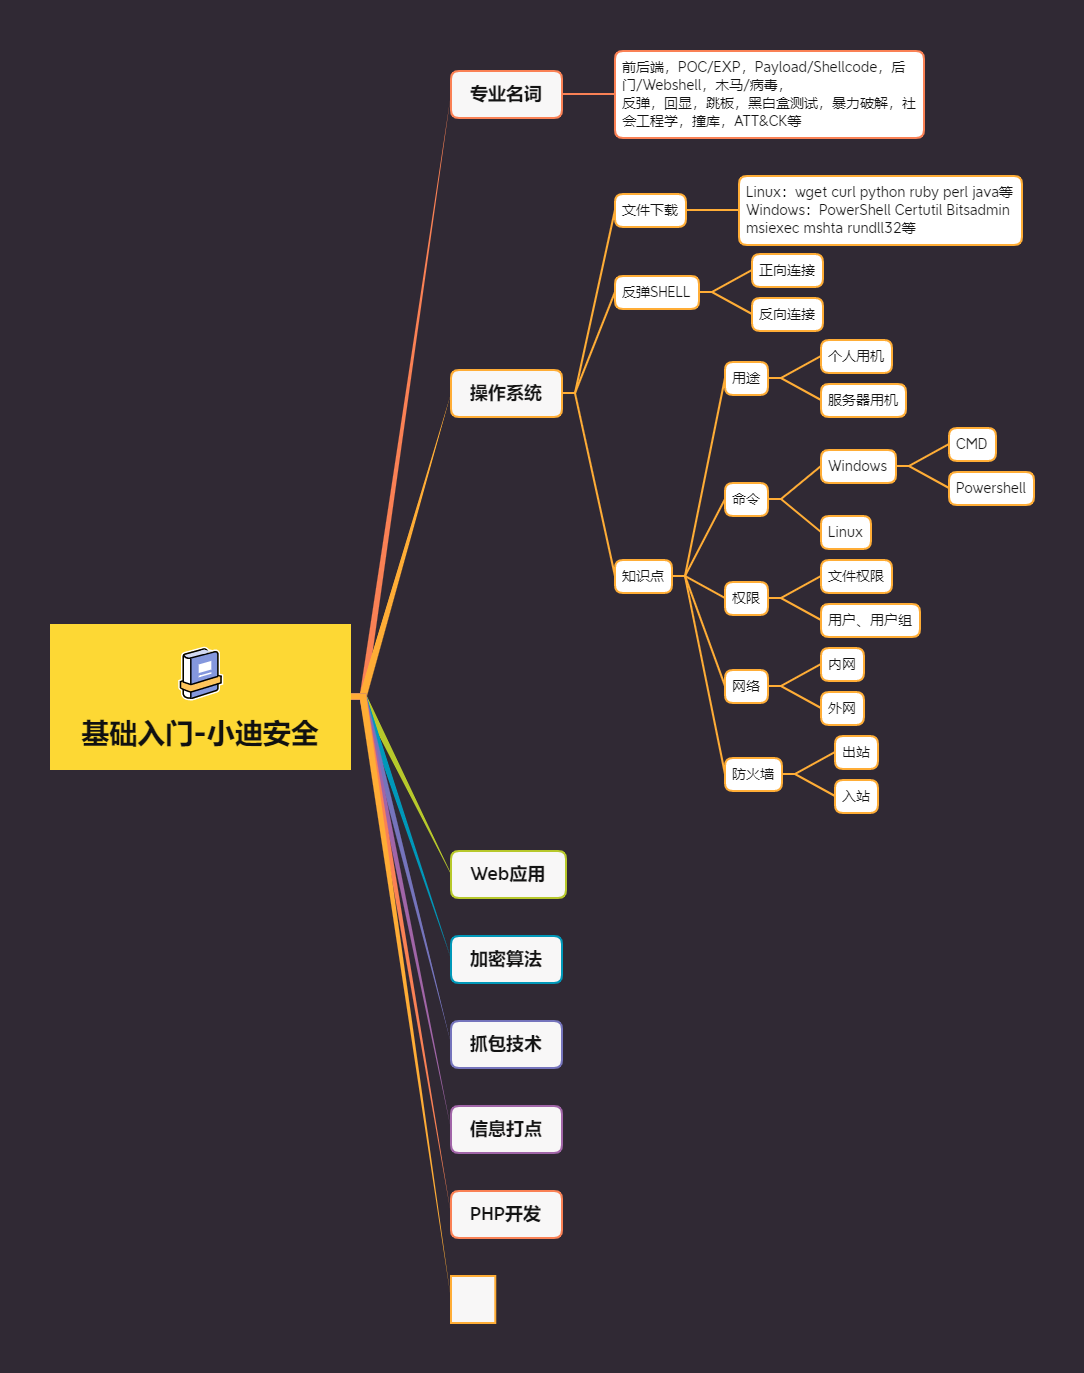 专业名词
前后端，POC/EXP，Payload/Shellcode，后
门/Webshell，木马/病毒，
反弹，回显，跳板，黑白盒测试，暴力破解，社
会工程学，撞库，ATT&CK等
操作系统
文件下载
Linux：wget curl python ruby perl java等
Windows：PowerShell Certutil Bitsadmin
msiexec mshta rundll32等
反弹SHELL
正向连接
反向连接
知识点
用途
个人用机
服务器用机
命令
Windows
CMD
Powershell
Linux
权限
文件权限
用户、用户组
网络
内网
外网
防火墙
出站
入站
基础入门-小迪安全
Web应用
加密算法
抓包技术
信息打点
PHP开发